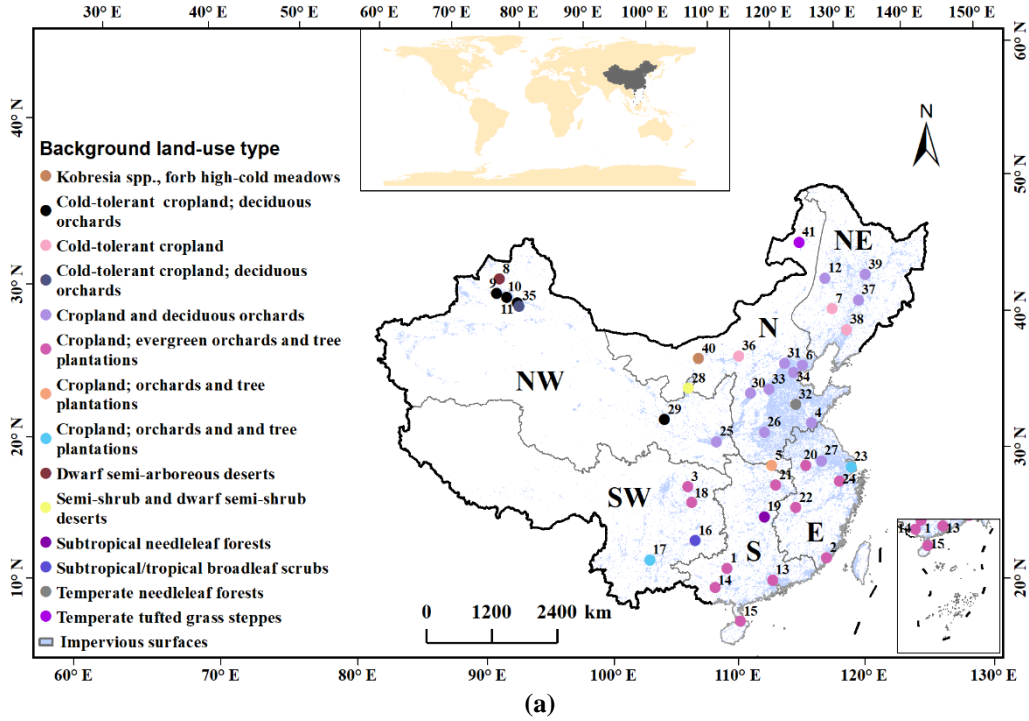 30° E 40° E 50° E 60° E 70° E 80° E 90° E 100° E 110° E 120° E 130° E 140° E 150° E
60° N
N
40° N
50° N
Background land-use type
Kobresia spp., forb high-cold meadows
Cold-tolerant cropland; deciduous
orchards
Cold-tolerant cropland
Cold-tolerant cropland; deciduous
orchards
Cropland and deciduous orchards
Cropland; evergreen orchards and tree
plantations
Cropland; orchards and tree
plantations
Cropland; orchards and and tree
plantations
Dwarf semi-arboreous deserts
Semi-shrub and dwarf semi-shrub
deserts
Subtropical needleleaf forests
Subtropical/tropical broadleaf scrubs
Temperate needleleaf forests
Temperate tufted grass steppes
Impervious surfaces
41
NE
8
12
39
9
10
30° N
35
37
11
7
40° N
38
N
40
36
31
6
28
33
34
NW
30
32
29
4
26
25
20° N
30° N
5
20
27
23
21
24
3
SW
18
22
19
16
E
17
S
2
1
13
14
10° N
20° N
15
14
1
13
15
0 1200 2400 km
60° E 70° E 80° E 90° E 100° E 110° E 120° E 130° E
(a)